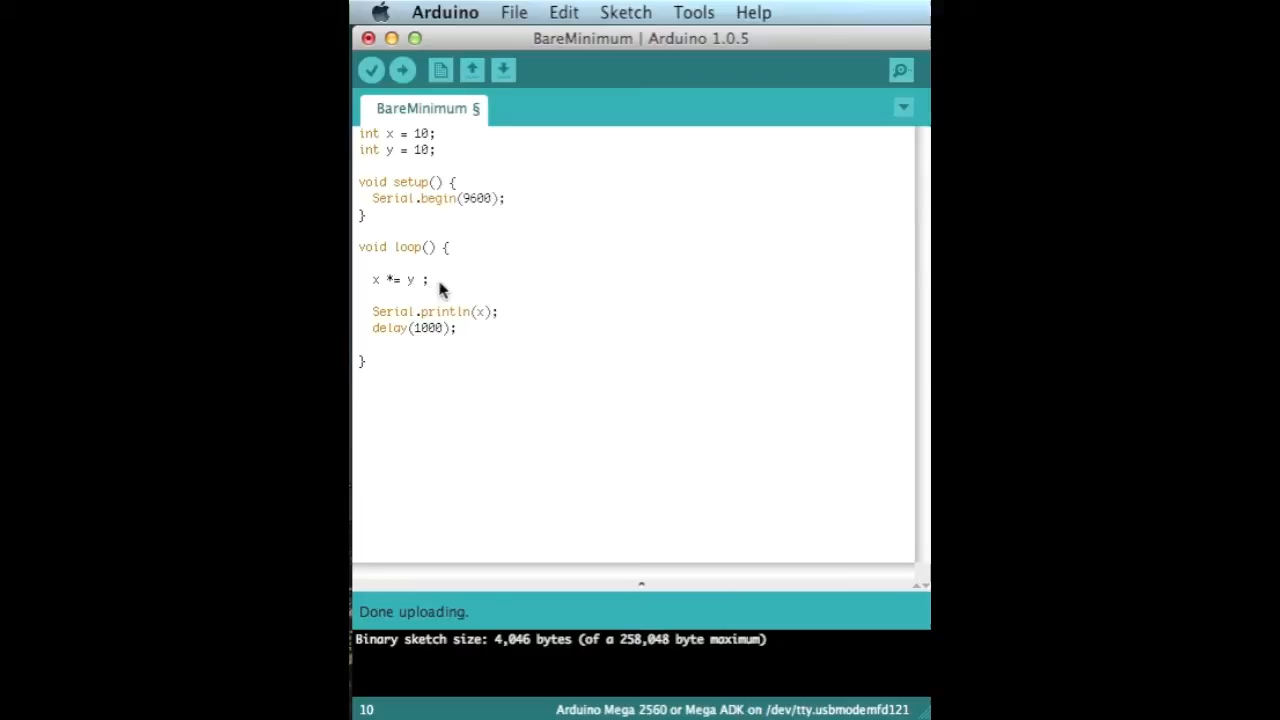 Arduino File Edit Sketch Tools Help
BareMinimum | Arduino 1.0.5
BareMinimum §
int x = 10;
int y = 10;
void setup() {
Serial.begin(9600);
}
void loop() {
x *= y ;
Serial.println(x);
delay(1000);
}
Done uploading.
Binary sketch size: 4,046 bytes (of a 258,048 byte maximum)
10 Arduino Mega 2560 or Mega ADK on /dev/tty.usbmodemfd121